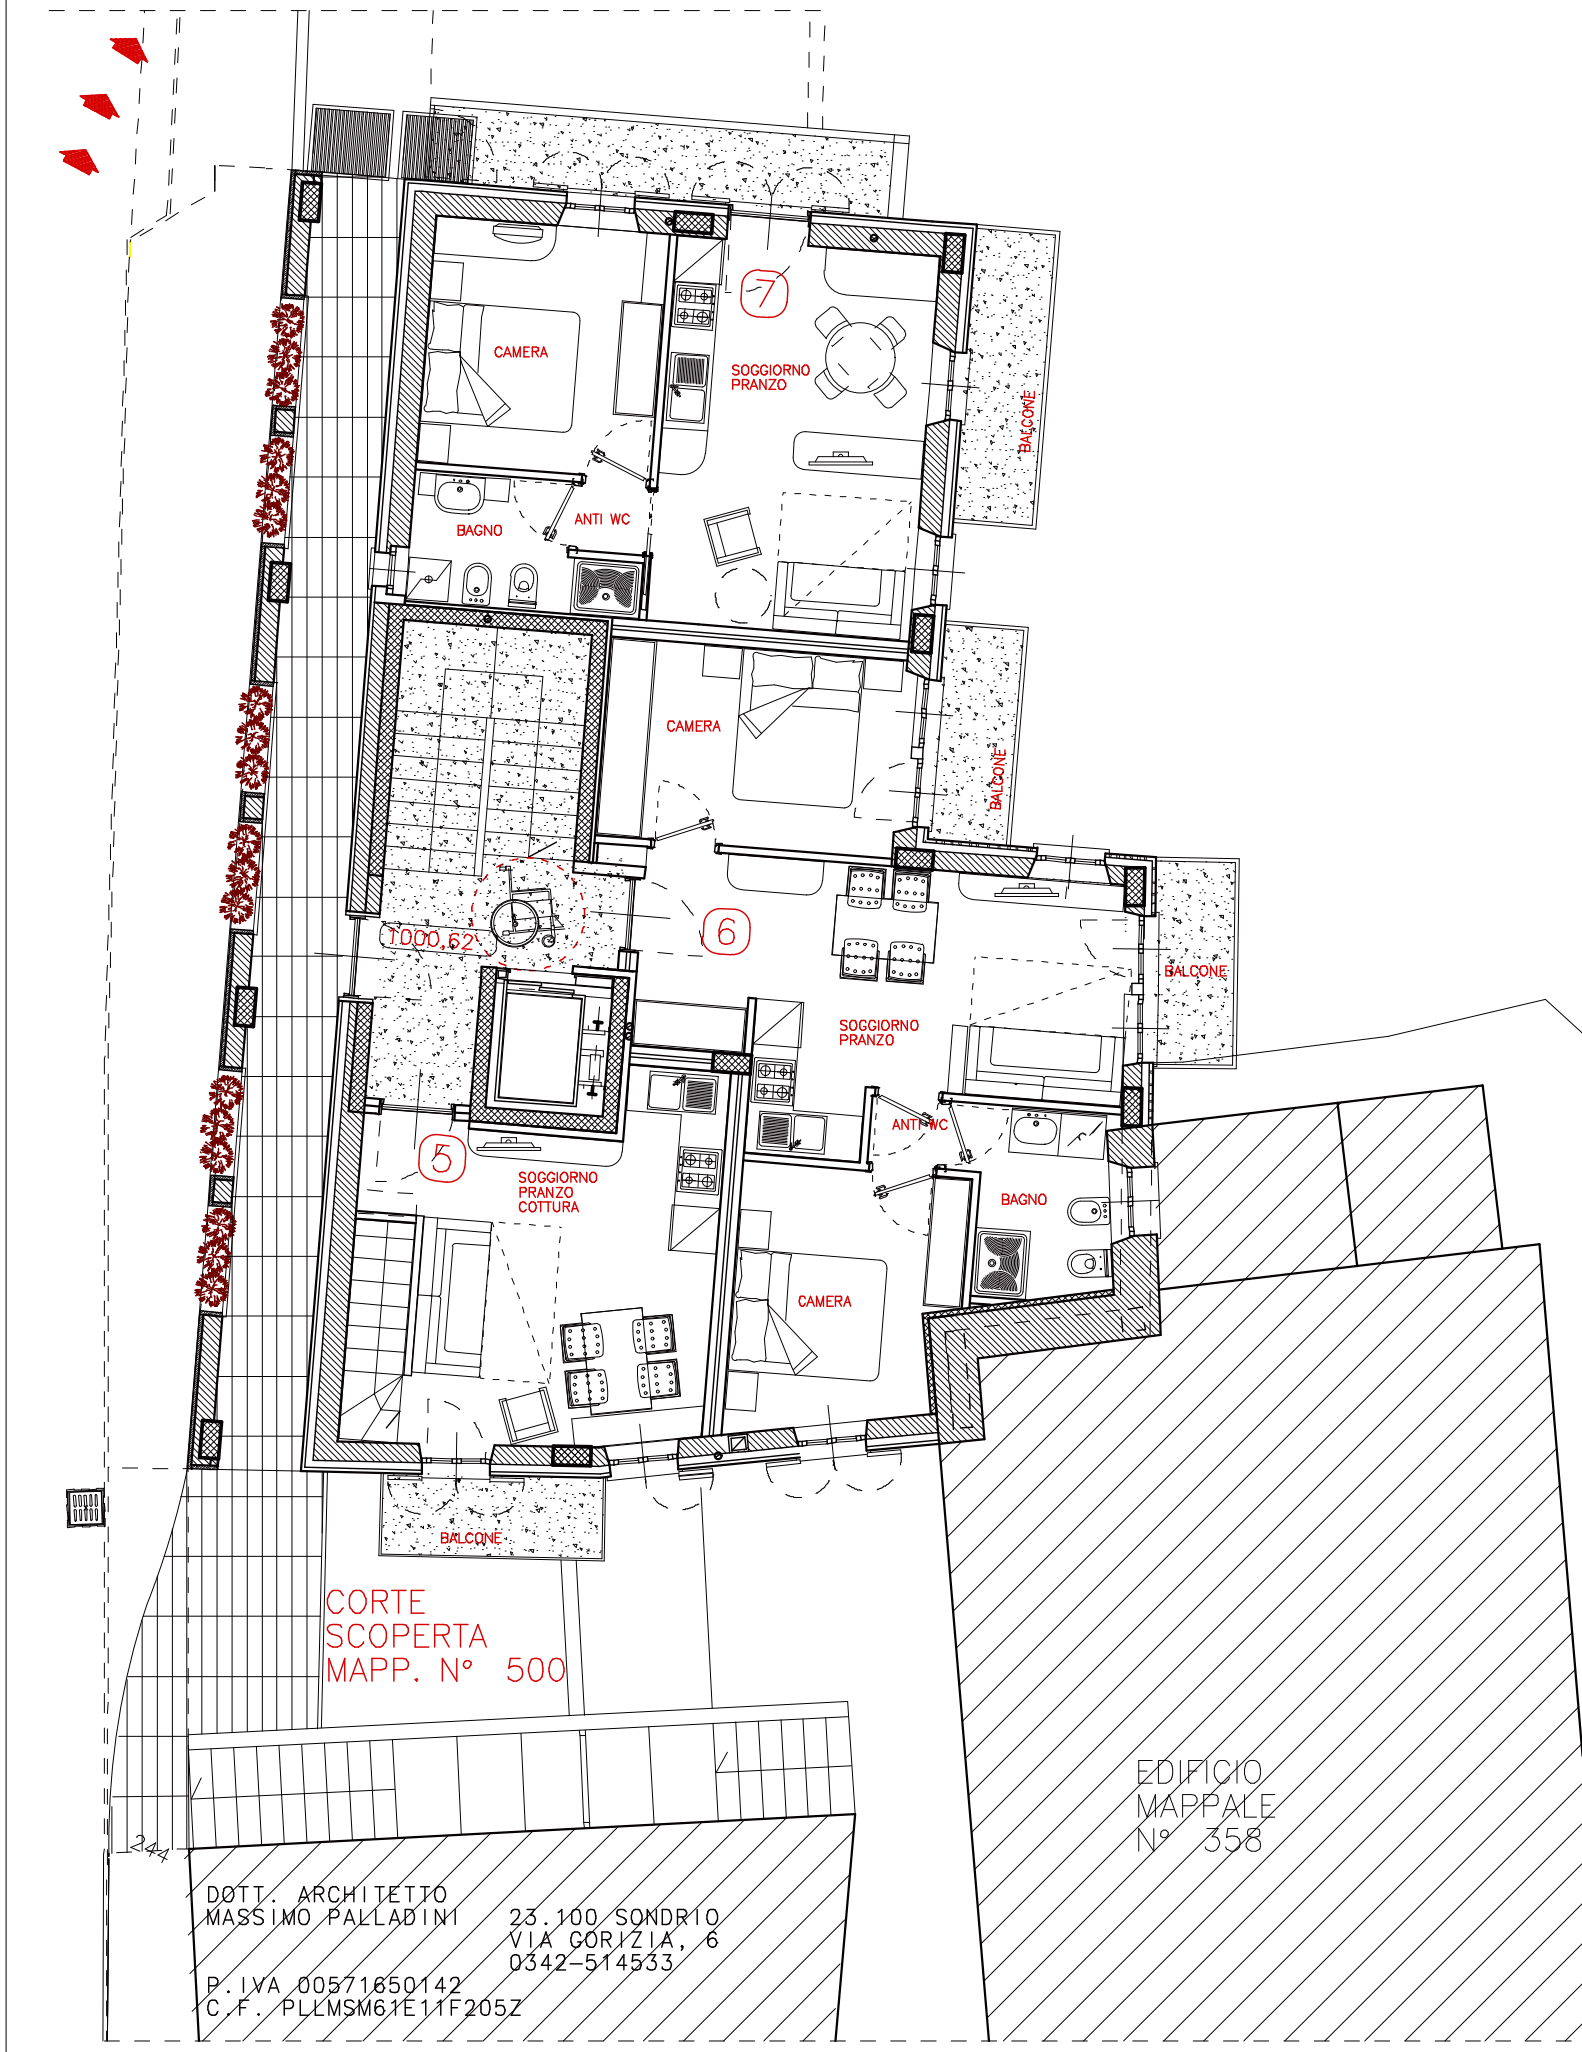 7
CAMERA
SOGGIORNO
PRANZO
BALCONE
BAGNO
ANTI WC
CAMERA
BALCONE
6
1000,62
BALCONE
SOGGIORNO
PRANZO
ANTI WC
5
SOGGIORNO
PRANZO
COTTURA
BAGNO
CAMERA
BALCONE
CORTE
SCOPERTA
MAPP. N° 500
EDIFICIO
MAPPALE
N° 358
244
DOTT. ARCHITETTO
MASSIMO PALLADINI
23.100 SONDRIO
VIA GORIZIA, 6
0342-514533
P.IVA 00571650142
C.F. PLLMSM61E11F205Z